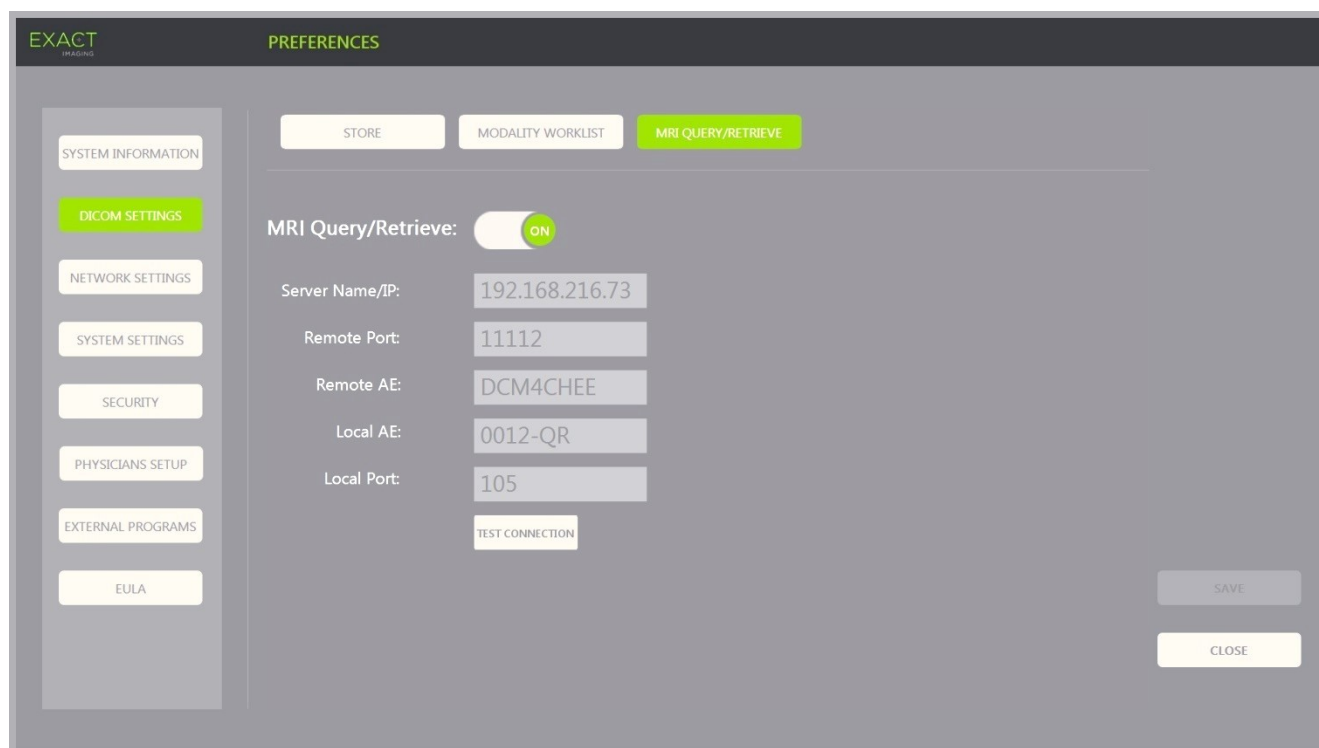 EXACT
IMAGING
PREFERENCES
SYSTEM INFORMATION
DICOM SETTINGS
NETWORK SETTINGS
SYSTEM SETTINGS
SECURITY
PHYSICIANS SETUP
EXTERNAL PROGRAMS
EULA
STORE
MODALITY WORKLIST
MRI QUERY/RETRIEVE
MRI Query/Retrieve: ON
Server Name/IP: 192.168.216.73
Remote Port: 11112
Remote AE: DCM4CHEE
Local AE: 0012-QR
Local Port: 105
TEST CONNECTION
SAVE
CLOSE